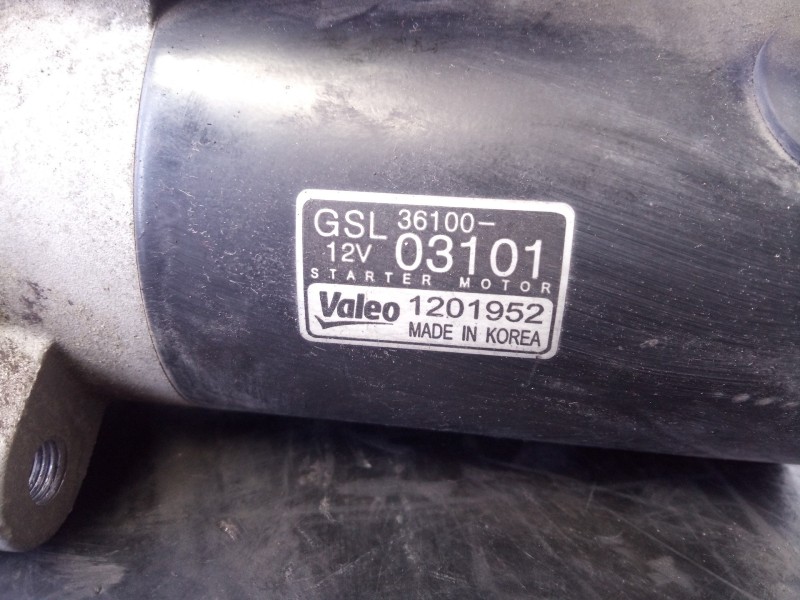 GSL 36100-
12V 03101
STARTER MOTOR
Valeo 1201952
MADE IN KOREA